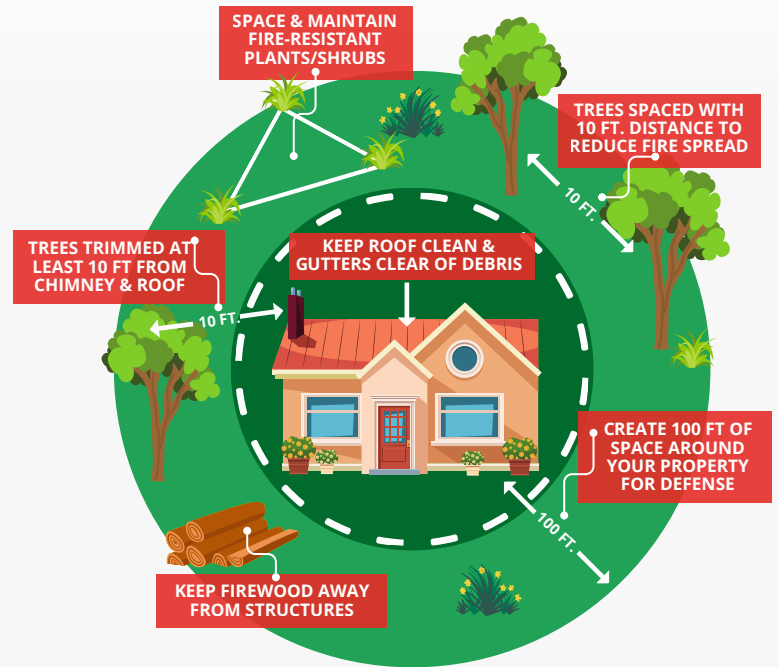 SPACE & MAINTAIN
FIRE-RESISTANT
PLANTS/SHRUBS
TREES SPACED WITH
10 FT. DISTANCE TO
REDUCE FIRE SPREAD
10 FT.
TREES TRIMMED AT
LEAST 10 FT FROM
CHIMNEY & ROOF
KEEP ROOF CLEAN &
GUTTERS CLEAR OF DEBRIS
10 FT.
CREATE 100 FT OF
SPACE AROUND
YOUR PROPERTY
FOR DEFENSE
100 FT.
KEEP FIREWOOD AWAY
FROM STRUCTURES